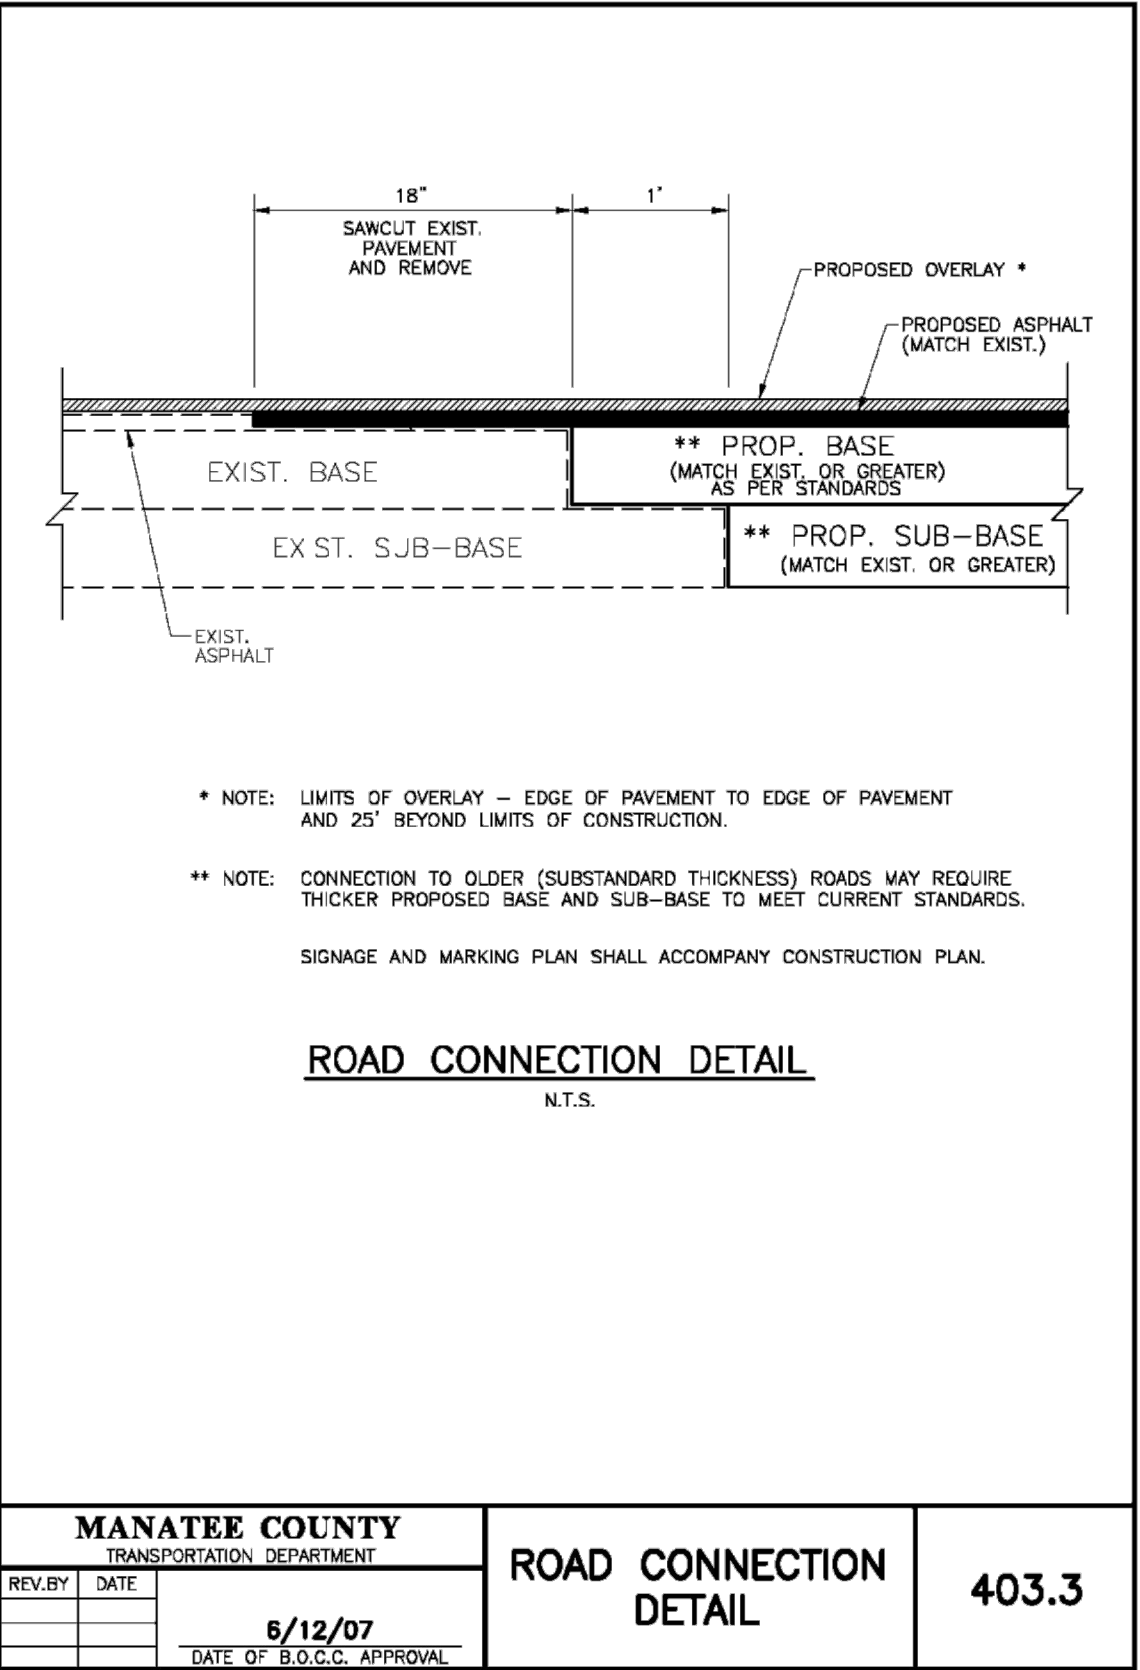 18" 1'
SAWCUT EXIST.
PAVEMENT
AND REMOVE
PROPOSED OVERLAY *
PROPOSED ASPHALT
(MATCH EXIST.)
** PROP. BASE
(MATCH EXIST. OR GREATER)
AS PER STANDARDS
EXIST. BASE
** PROP. SUB-BASE
(MATCH EXIST. OR GREATER)
EXIST. SUB-BASE
EXIST.
ASPHALT
* NOTE: LIMITS OF OVERLAY – EDGE OF PAVEMENT TO EDGE OF PAVEMENT
AND 25' BEYOND LIMITS OF CONSTRUCTION.
** NOTE: CONNECTION TO OLDER (SUBSTANDARD THICKNESS) ROADS MAY REQUIRE
THICKER PROPOSED BASE AND SUB-BASE TO MEET CURRENT STANDARDS.
SIGNAGE AND MARKING PLAN SHALL ACCOMPANY CONSTRUCTION PLAN.
ROAD CONNECTION DETAIL
N.T.S.
MANATEE COUNTY
TRANSPORTATION DEPARTMENT
REV.BY DATE
6/12/07
DATE OF B.O.C.C. APPROVAL
ROAD CONNECTION
DETAIL
403.3